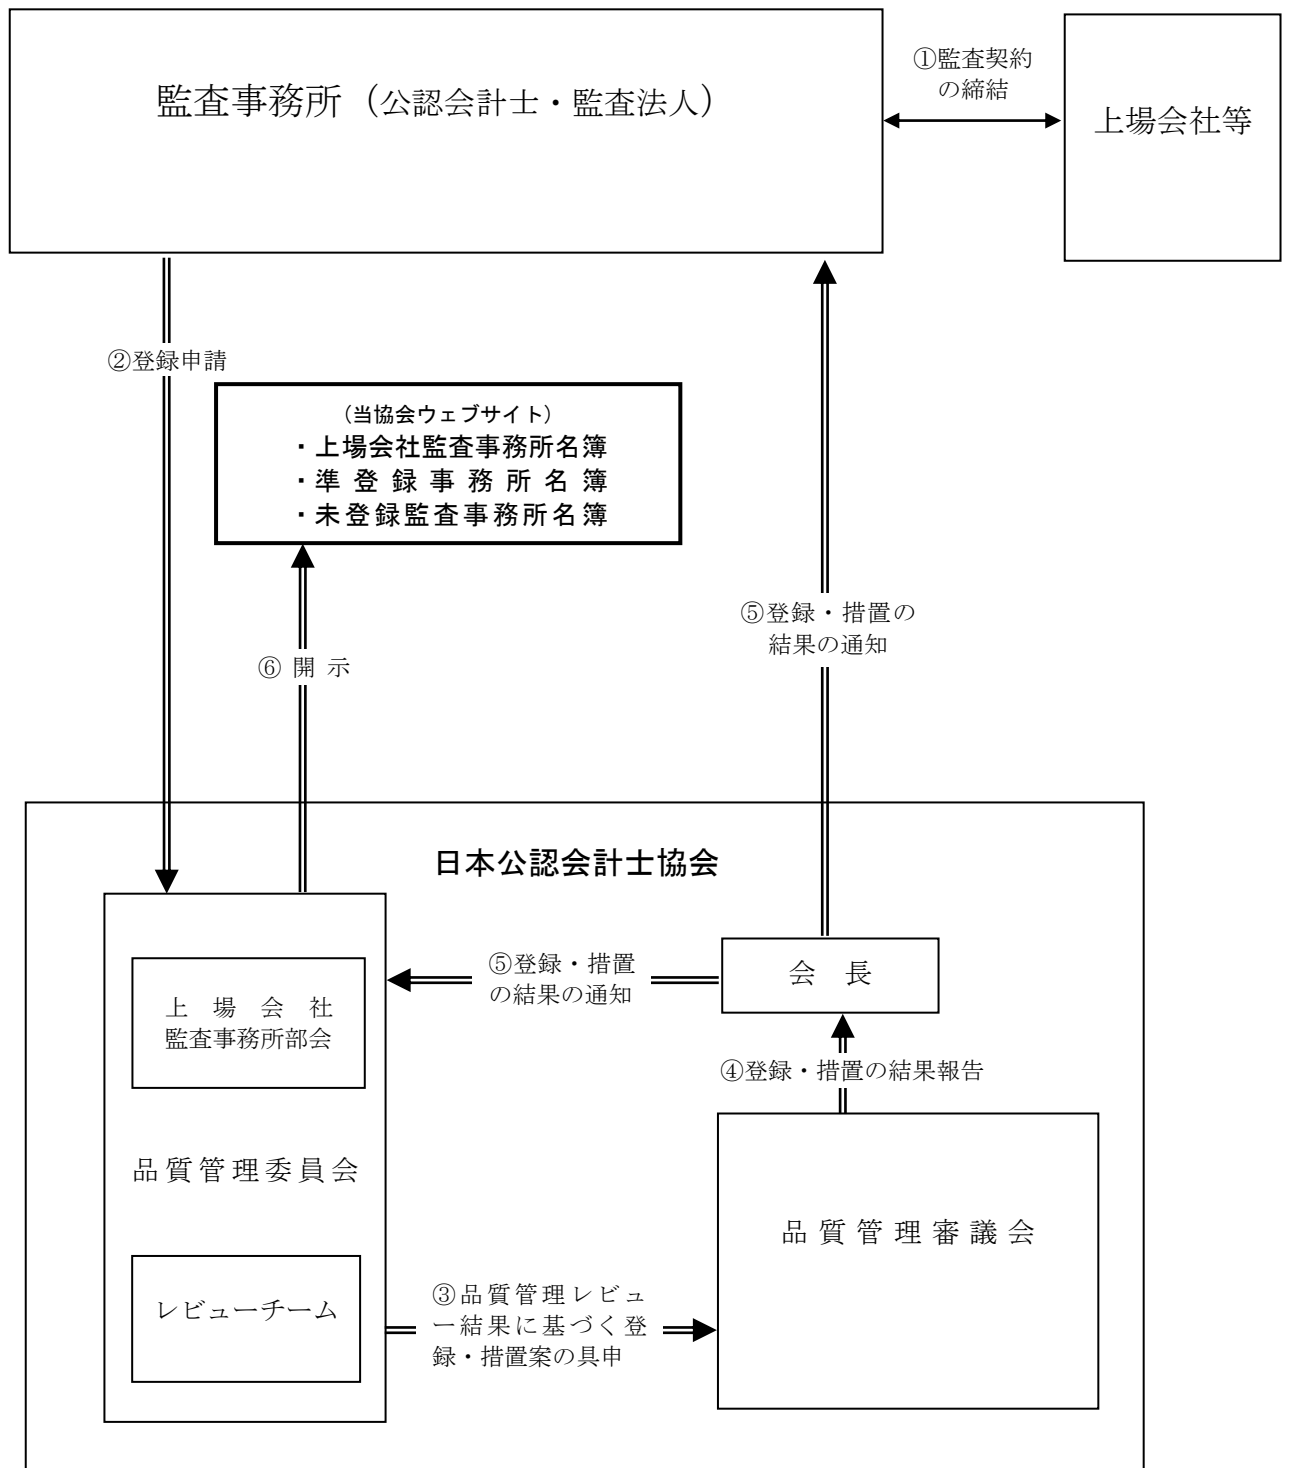 監査事務所（公認会計士・監査法人）
①監査契約
の締結
上場会社等
②登録申請
（当協会ウェブサイト）
・上場会社監査事務所名簿
・準登録事務所名簿
・未登録監査事務所名簿
⑤登録・措置の
結果の通知
⑥ 開 示
日本公認会計士協会
⑤登録・措置
の結果の通知
会　長
上　場　会　社
監査事務所部会
④登録・措置の結果報告
品質管理委員会
品質管理審議会
レビューチーム
③品質管理レビュ
ー結果に基づく登
録・措置案の具申